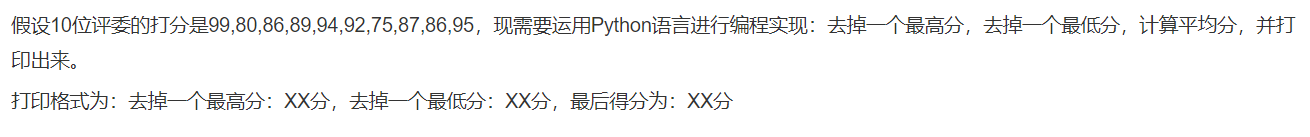 假设10位评委的打分是99,80,86,89,94,92,75,87,86,95，现需要运用Python语言进行编程实现：去掉一个最高分，去掉一个最低分，计算平均分，并打
印出来。
打印格式为：去掉一个最高分：XX分，去掉一个最低分：XX分，最后得分为：XX分